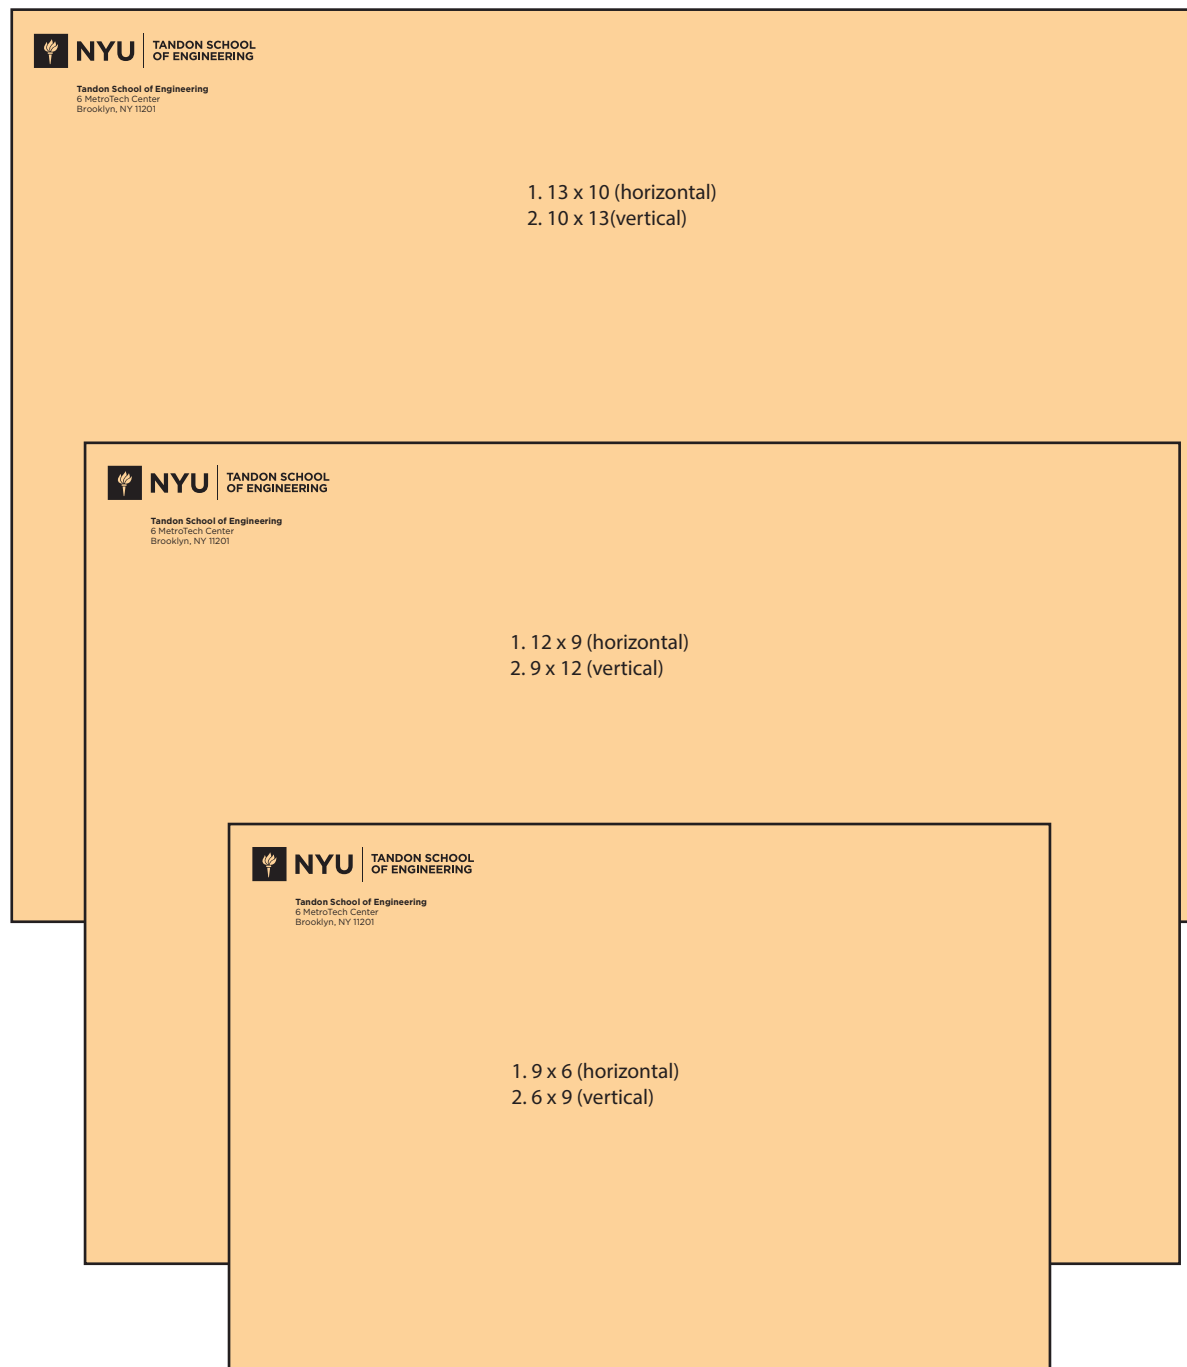 NYU
TANDON SCHOOL
OF ENGINEERING
Tandon School of Engineering
6 MetroTech Center
Brooklyn, NY 11201
1. 13 x 10 (horizontal)
2. 10 x 13(vertical)
NYU
TANDON SCHOOL
OF ENGINEERING
Tandon School of Engineering
6 MetroTech Center
Brooklyn, NY 11201
1. 12 x 9 (horizontal)
2. 9 x 12 (vertical)
NYU
TANDON SCHOOL
OF ENGINEERING
Tandon School of Engineering
6 MetroTech Center
Brooklyn, NY 11201
1. 9 x 6 (horizontal)
2. 6 x 9 (vertical)